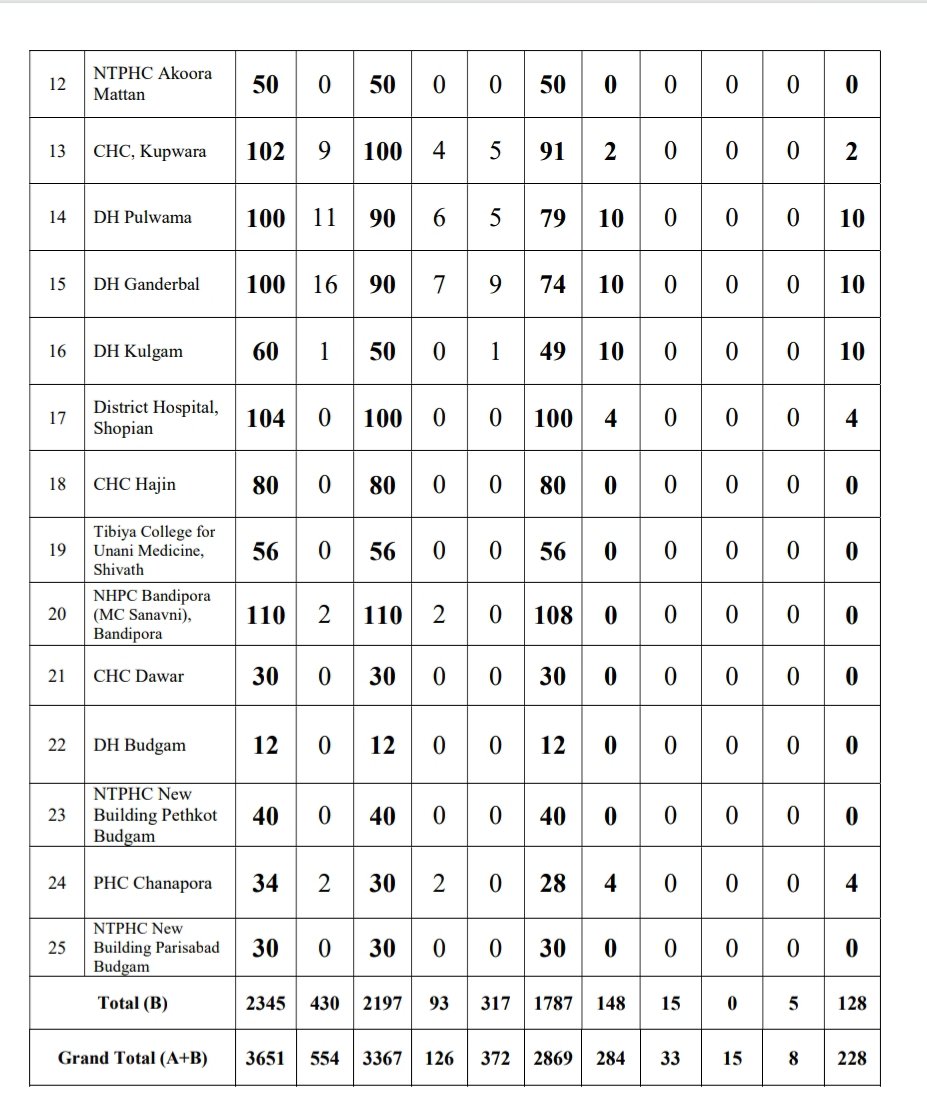 12 NTPHC Akoora Mattan 50 0 50 0 0 50 0 0 0 0 0
13 CHC, Kupwara 102 9 100 4 5 91 2 0 0 0 2
14 DH Pulwama 100 11 90 6 5 79 10 0 0 0 10
15 DH Ganderbal 100 16 90 7 9 74 10 0 0 0 10
16 DH Kulgam 60 1 50 0 1 49 10 0 0 0 10
17 District Hospital, Shopian 104 0 100 0 0 100 4 0 0 0 4
18 CHC Hajin 80 0 80 0 0 80 0 0 0 0 0
19 Tibiya College for Unani Medicine, Shivath 56 0 56 0 0 56 0 0 0 0 0
20 NHPC Bandipora (MC Sanavni), Bandipora 110 2 110 2 0 108 0 0 0 0 0
21 CHC Dawar 30 0 30 0 0 30 0 0 0 0 0
22 DH Budgam 12 0 12 0 0 12 0 0 0 0 0
23 NTPHC New Building Pethkot Budgam 40 0 40 0 0 40 0 0 0 0 0
24 PHC Chanapora 34 2 30 2 0 28 4 0 0 0 4
25 NTPHC New Building Parisabad Budgam 30 0 30 0 0 30 0 0 0 0 0
Total (B) 2345 430 2197 93 317 1787 148 15 0 5 128
Grand Total (A+B) 3651 554 3367 126 372 2869 284 33 15 8 228